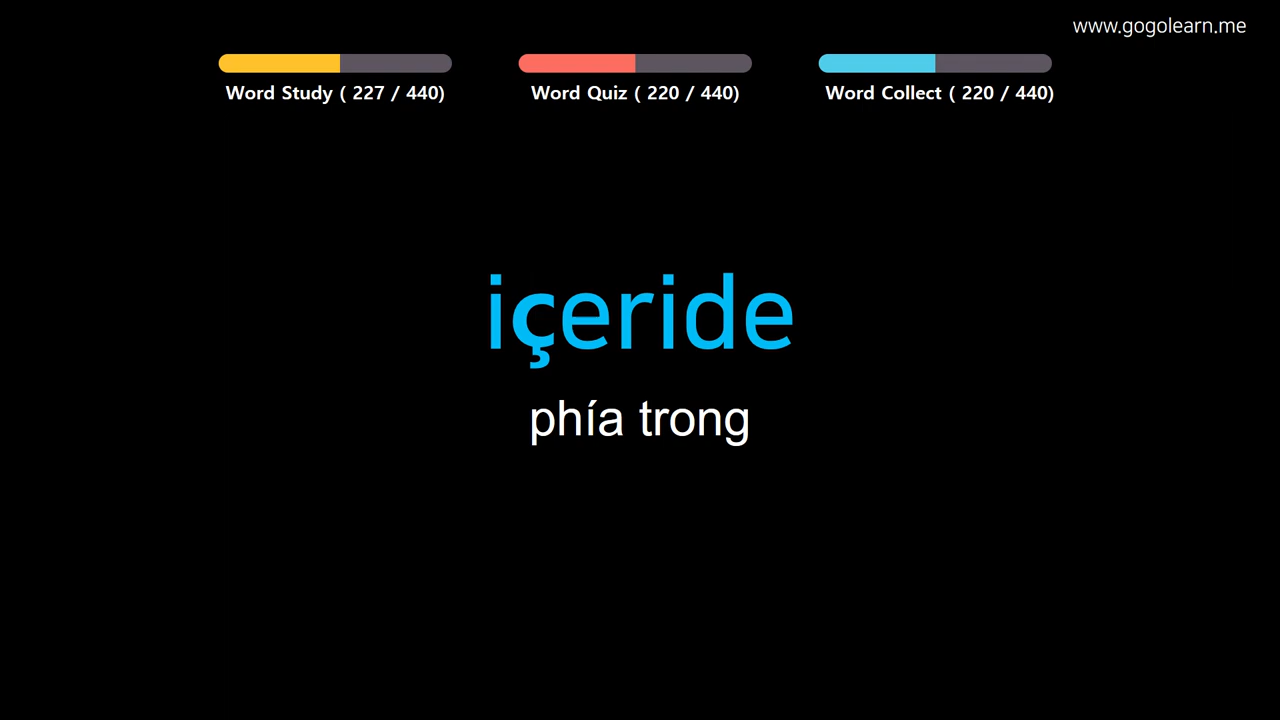 www.gogolearn.me
Word Study ( 227 / 440)
Word Quiz ( 220 / 440)
Word Collect ( 220 / 440)
içeride
phía trong